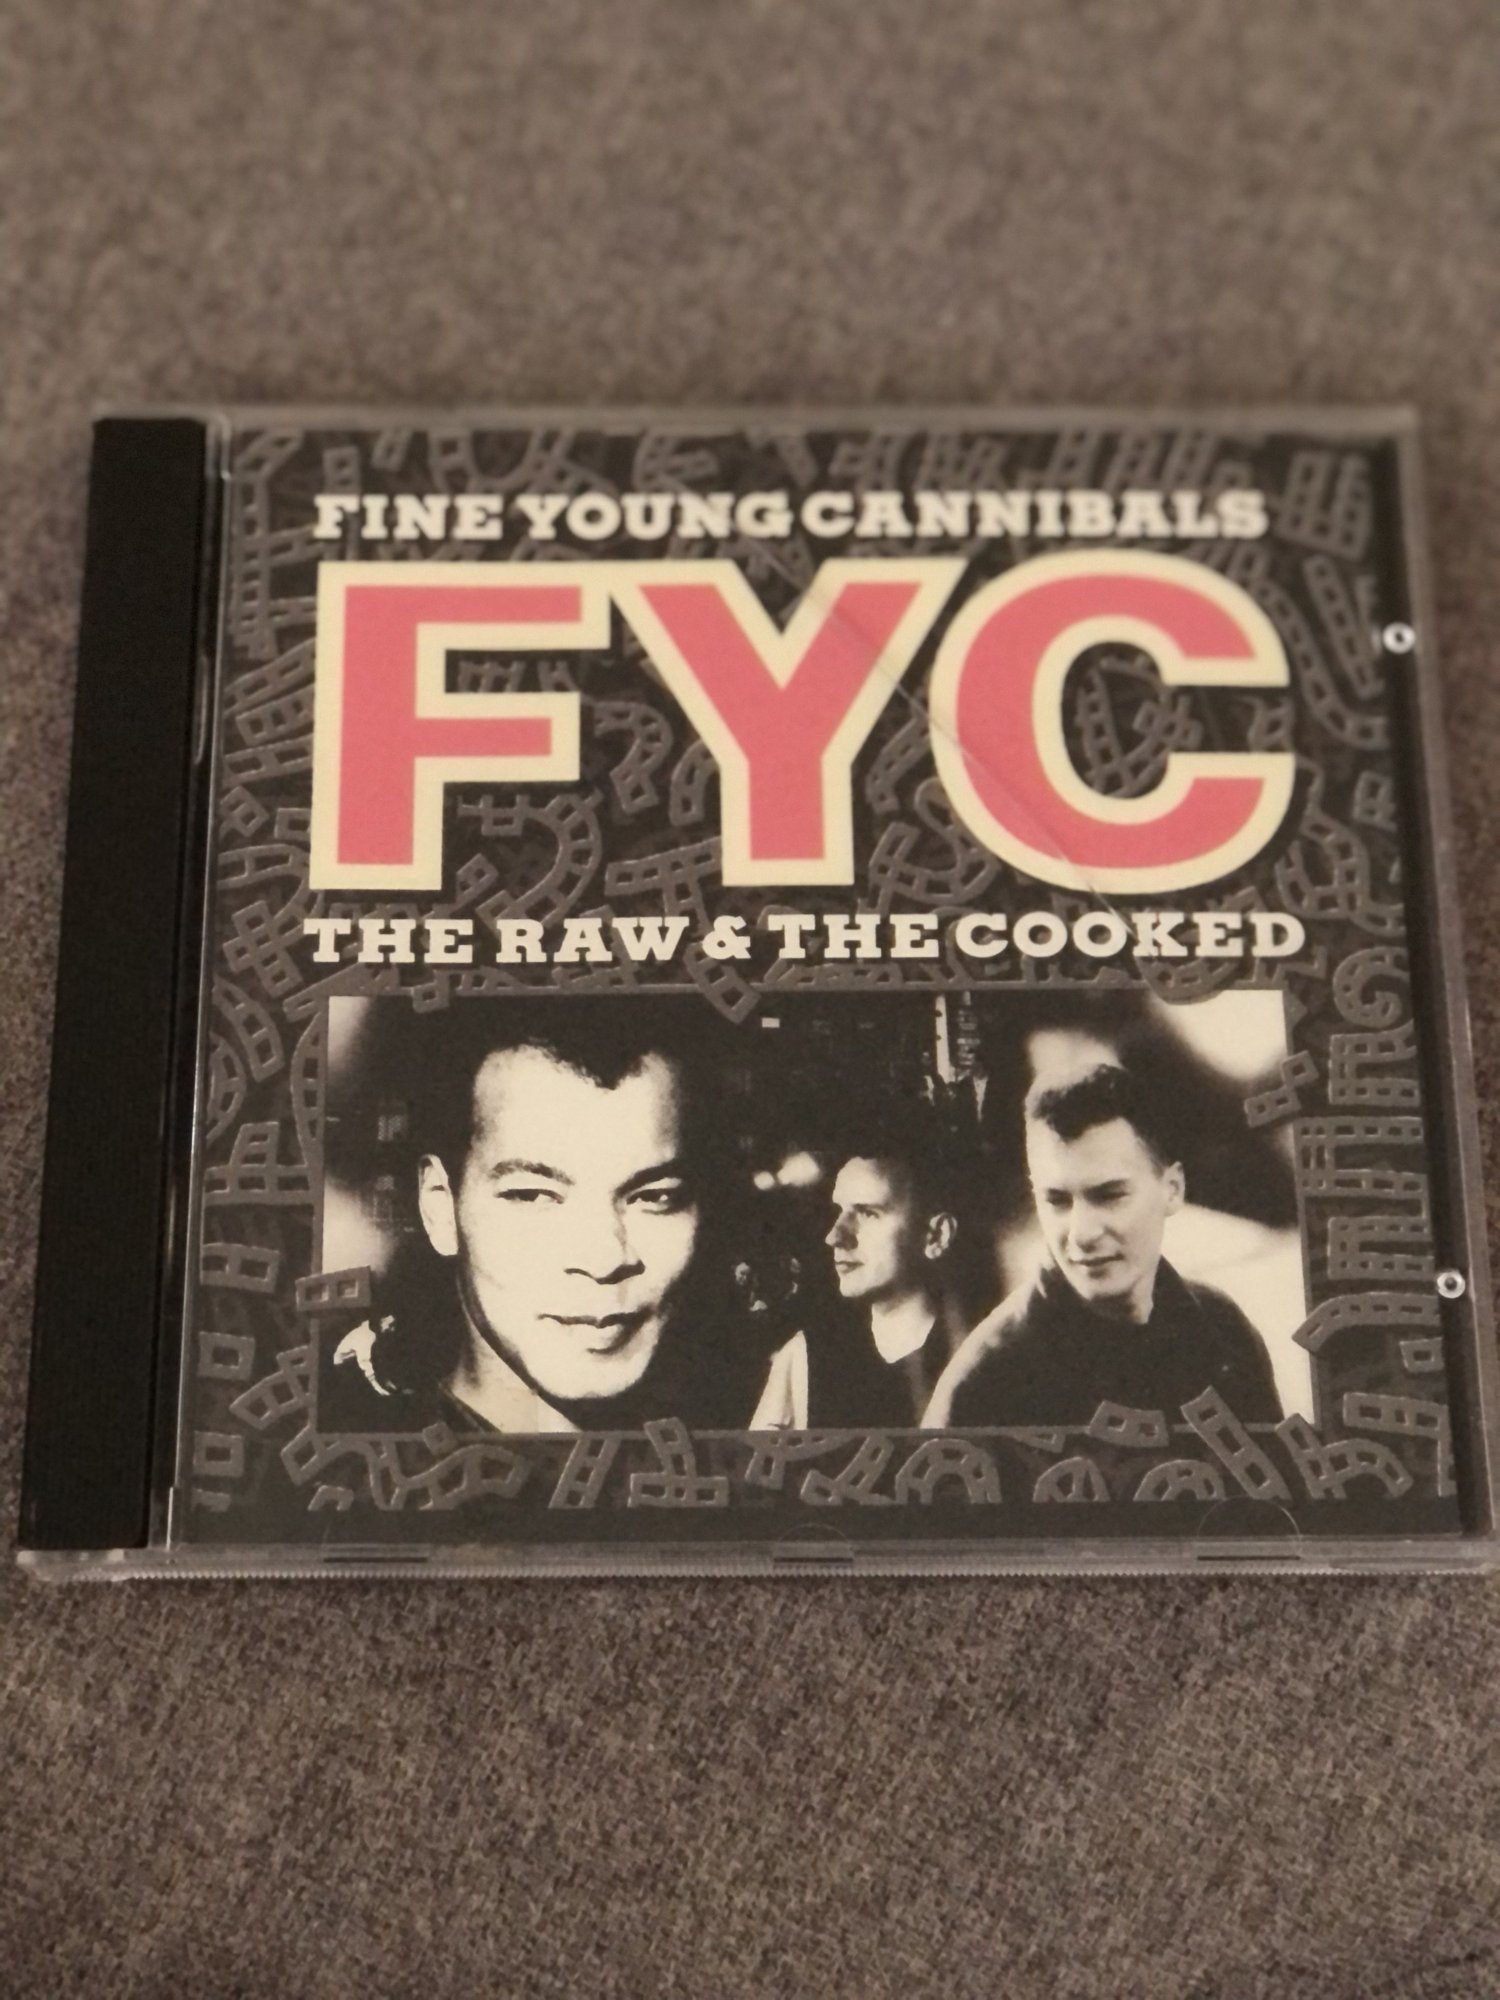 FINE YOUNG CANNIBALS
FYC
THE RAW & THE COOKED